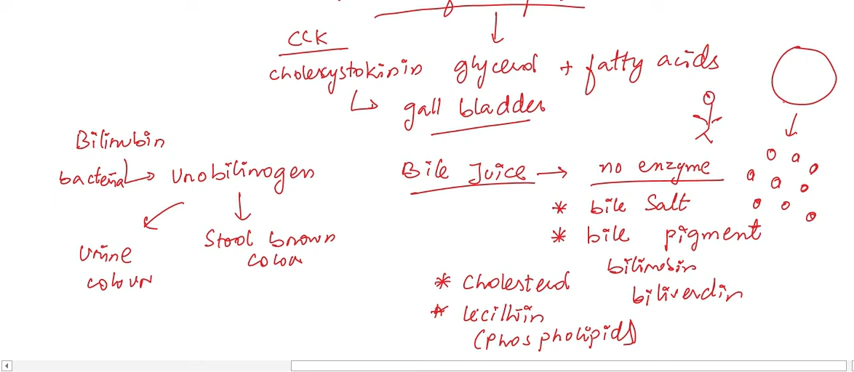 CCK
cholecystokinin glycerol + fatty acids
gall bladder
Bilirubin
bacteria Urobilinogen
Urine
colour
Stool brown
colour
Bile Juice → no enzyme
* bile Salt
* bile pigment
bilirubin
biliverdin
* Cholesterol
* Lecithin
(Phospholipids)